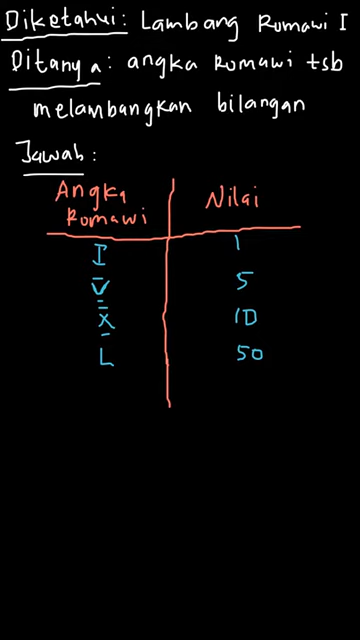 Diketahui: Lambang Romawi I
Ditanya: angka romawi tsb
melambangkan bilangan
Jawab:
Angka Romawi | Nilai
I | 1
V | 5
X | 10
L | 50